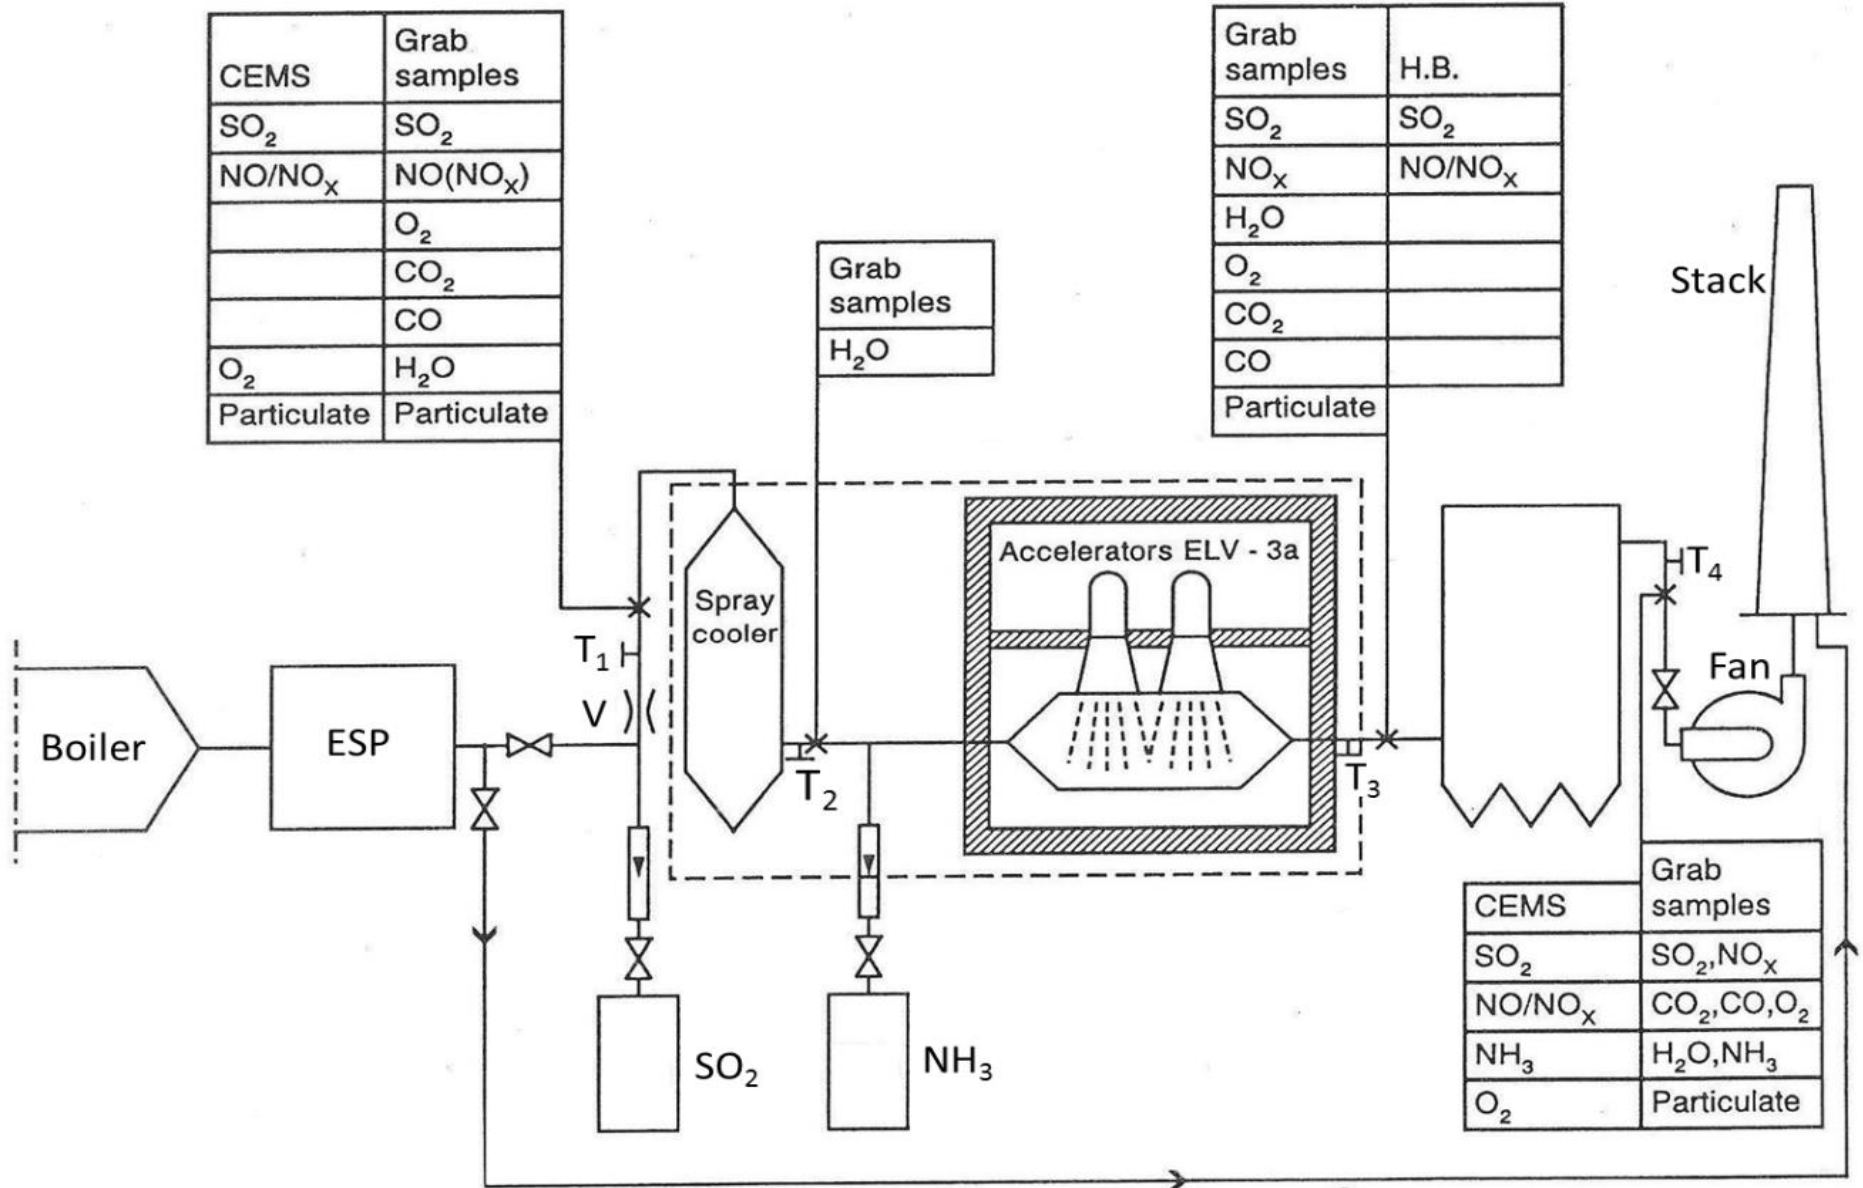 CEMS
Grab
samples
SO₂
SO₂
NO/NOₓ
NO(NOₓ)
O₂
CO₂
CO
O₂
H₂O
Particulate
Particulate
Grab
samples
H₂O
Grab
samples
H.B.
SO₂
SO₂
NOₓ
NO/NOₓ
H₂O
O₂
CO₂
CO
Particulate
Stack
Accelerators ELV - 3a
Spray
cooler
T₁
V
T₂
T₃
T₄
Fan
Boiler
ESP
SO₂
NH₃
CEMS
Grab
samples
SO₂
SO₂,NOₓ
NO/NOₓ
CO₂,CO,O₂
NH₃
H₂O,NH₃
O₂
Particulate